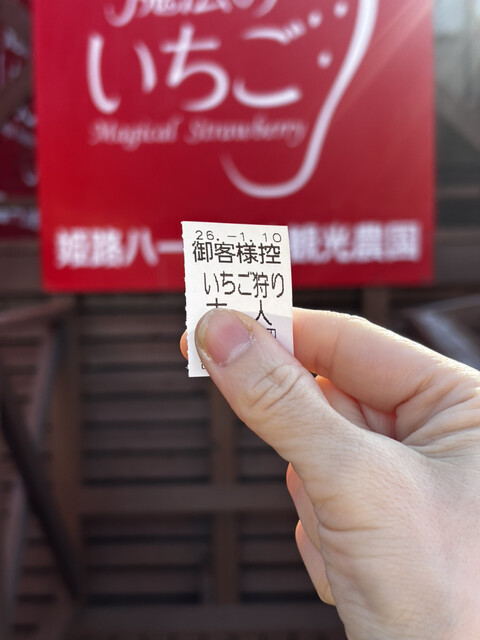 魔法の
いちご
Magical Strawberry
姫路ハー
観光農園
26.-1.10
御客様控
いちご狩り
大人